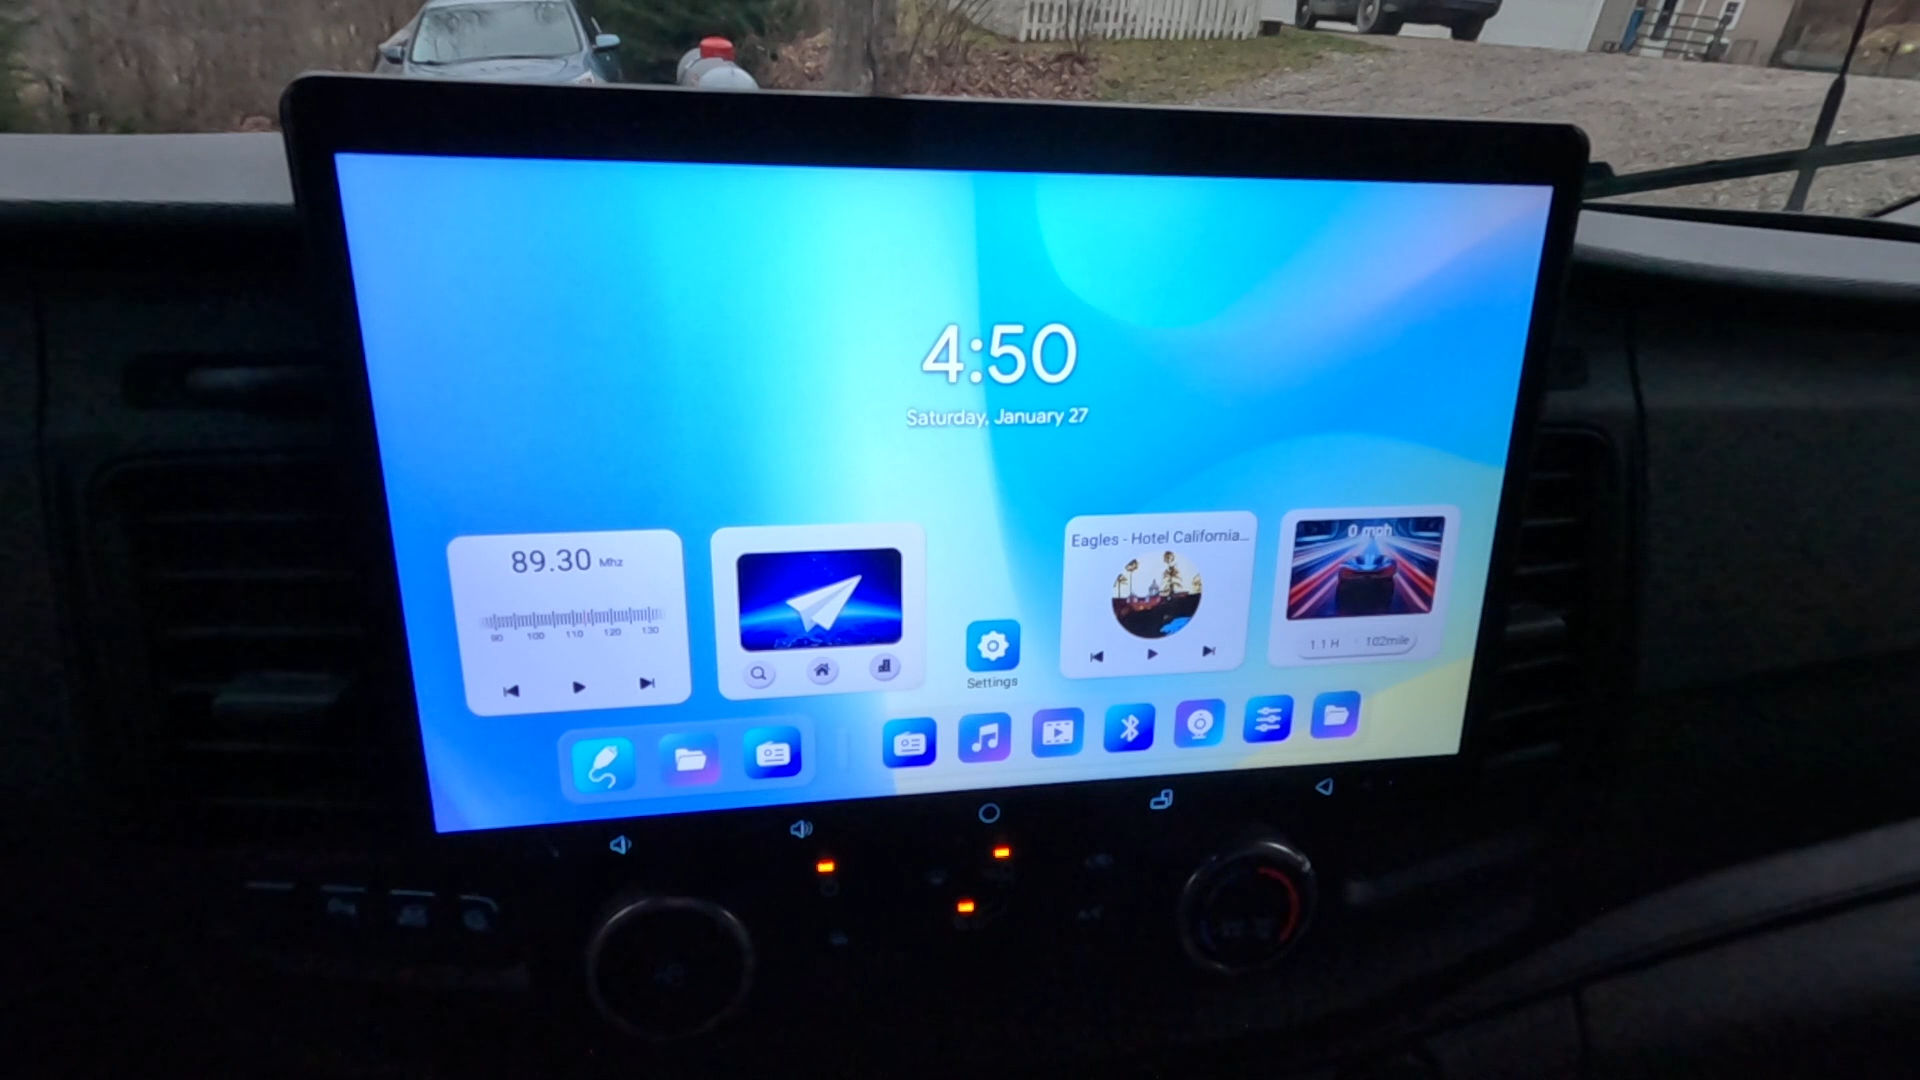 4:50
Saturday, January 27
89.30 Mhz
90 100 110 120 130
Settings
Eagles - Hotel California...
0 mph
1.1 H 102mile
A/C